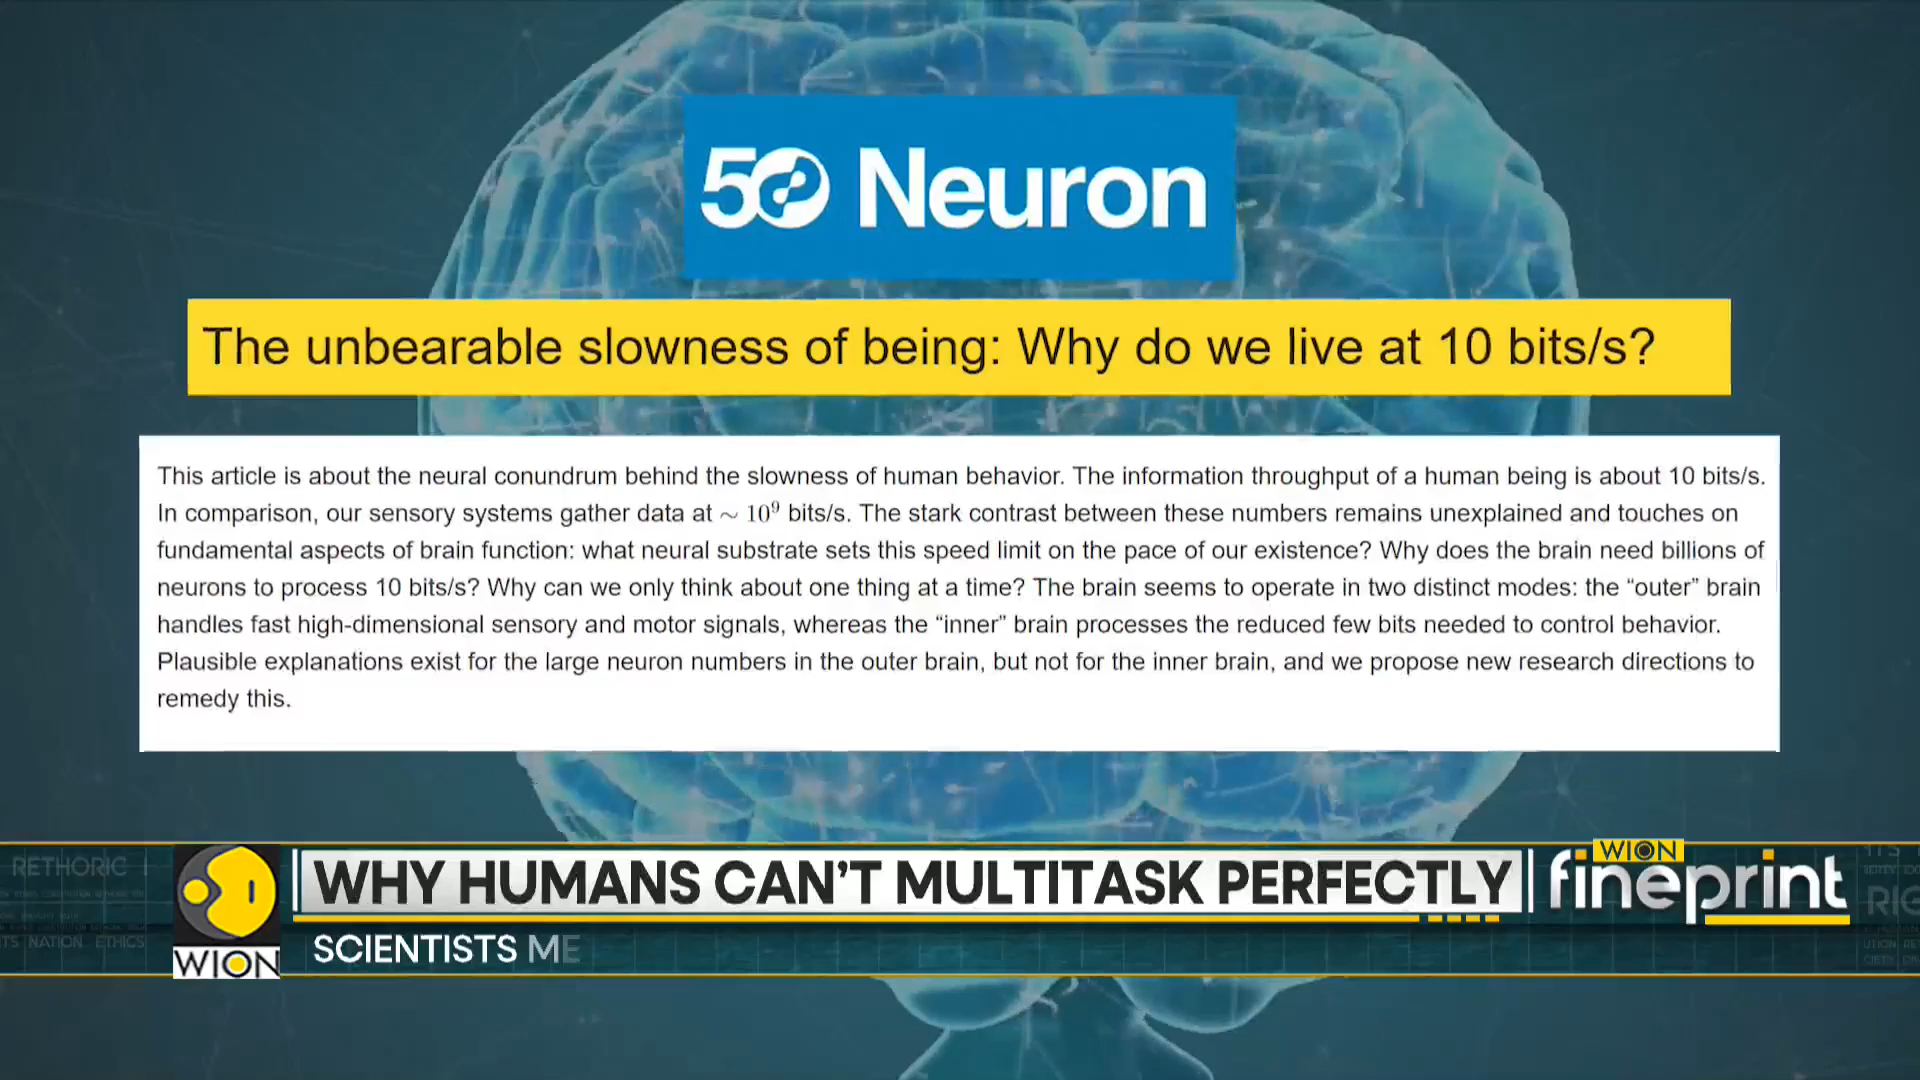 50 Neuron
The unbearable slowness of being: Why do we live at 10 bits/s?
This article is about the neural conundrum behind the slowness of human behavior. The information throughput of a human being is about 10 bits/s.
In comparison, our sensory systems gather data at ~ 10⁹ bits/s. The stark contrast between these numbers remains unexplained and touches on
fundamental aspects of brain function: what neural substrate sets this speed limit on the pace of our existence? Why does the brain need billions of
neurons to process 10 bits/s? Why can we only think about one thing at a time? The brain seems to operate in two distinct modes: the “outer” brain
handles fast high-dimensional sensory and motor signals, whereas the “inner” brain processes the reduced few bits needed to control behavior.
Plausible explanations exist for the large neuron numbers in the outer brain, but not for the inner brain, and we propose new research directions to
remedy this.
RETHORIC
TS NATION ETHICS
WION
WHY HUMANS CAN'T MULTITASK PERFECTLY
SCIENTISTS ME
WION
fineprint